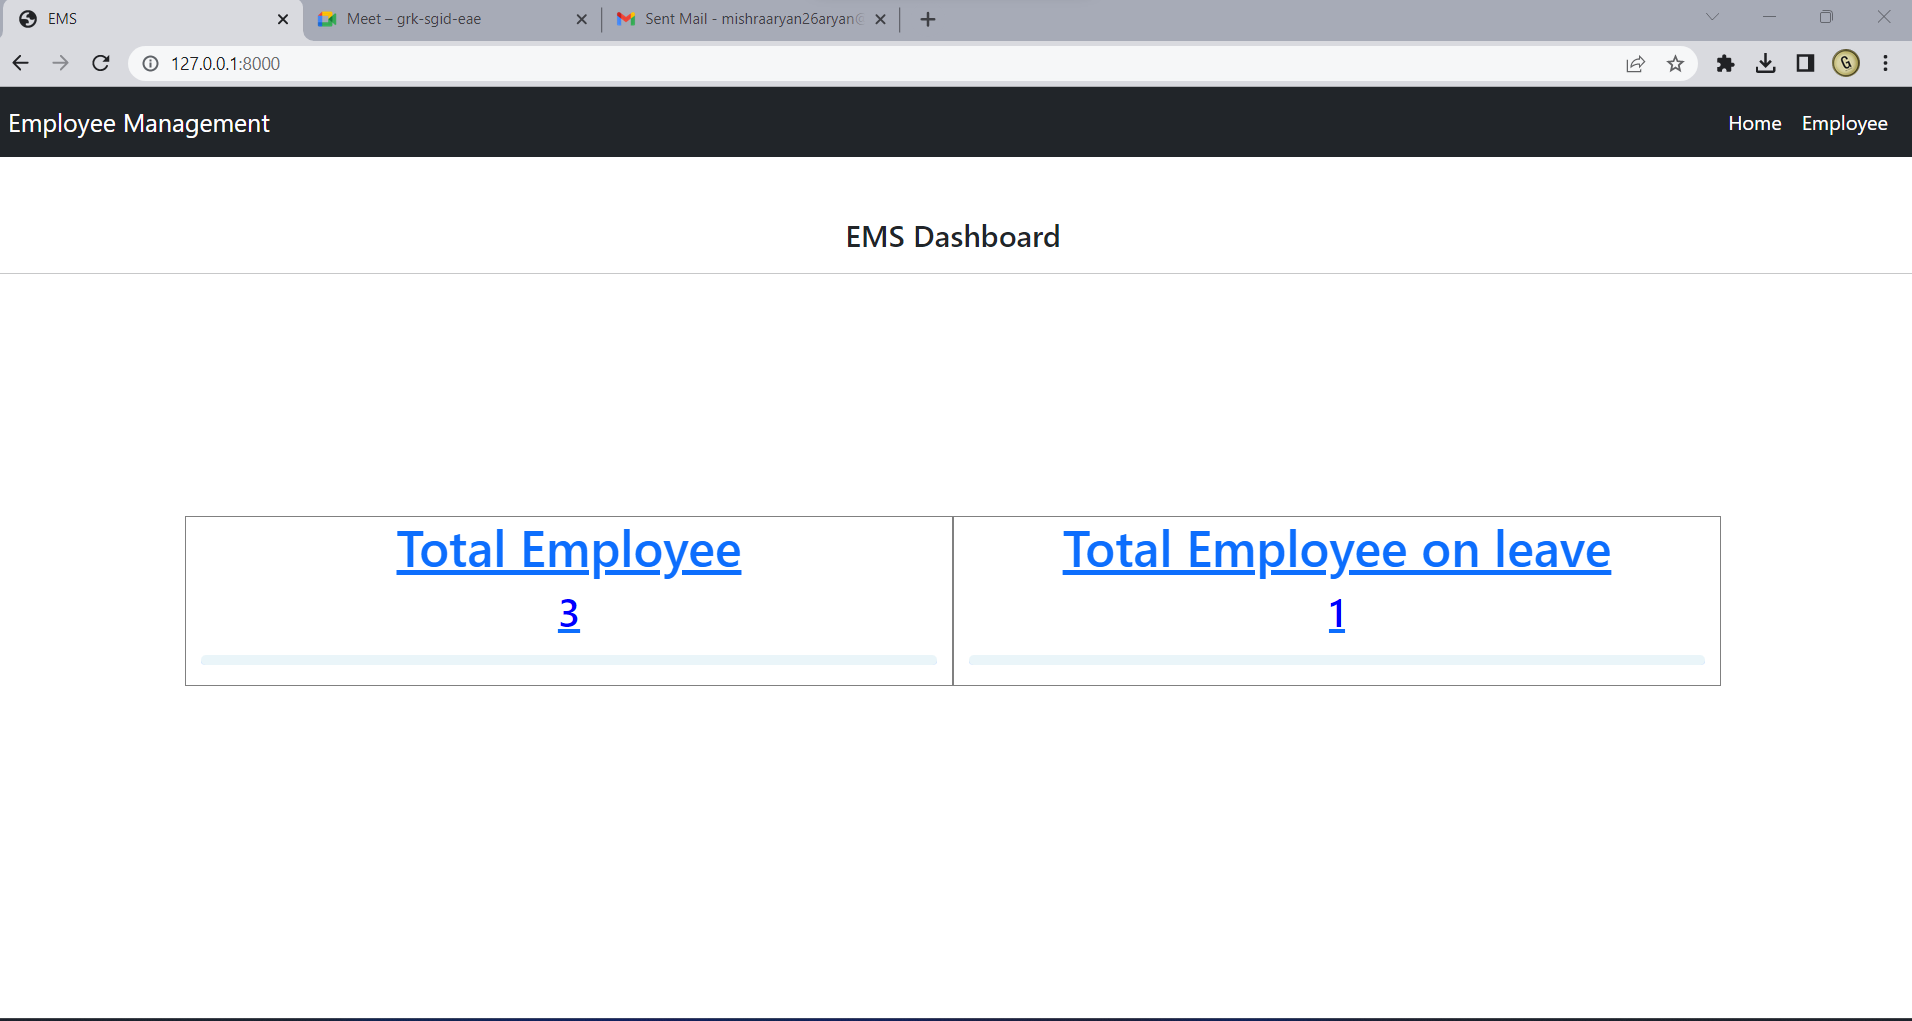 EMS
Meet – grk-sgid-eae
Sent Mail - mishraaryan26aryan@
127.0.0.1:8000
Employee Management
Home
Employee
EMS Dashboard
Total Employee
3
Total Employee on leave
1